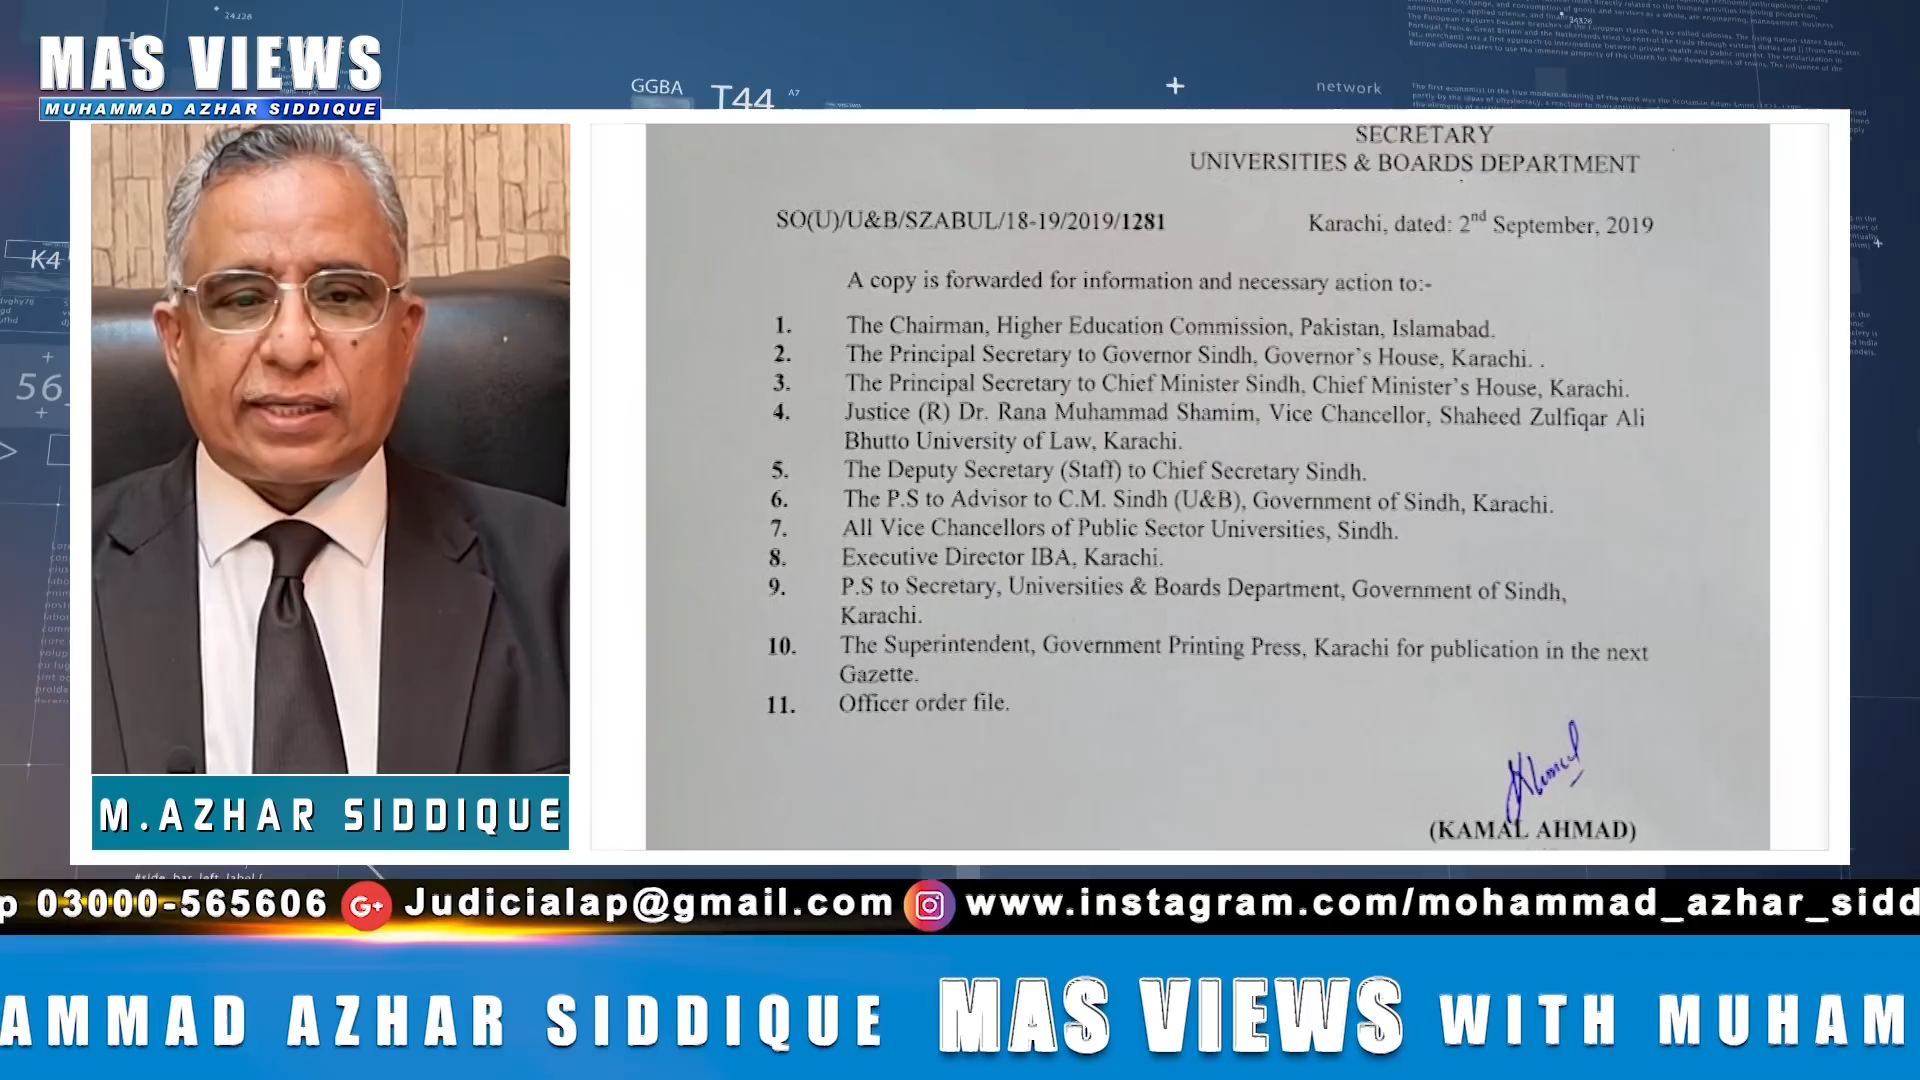 24326
MAS VIEWS
MUHAMMAD AZHAR SIDDIQUE
GGBA
T44
A7
network
24326
K4
56
SECRETARY
UNIVERSITIES & BOARDS DEPARTMENT
SO(U)/U&B/SZABUL/18-19/2019/1281
Karachi, dated: 2nd September, 2019
A copy is forwarded for information and necessary action to:-
1. The Chairman, Higher Education Commission, Pakistan, Islamabad.
2. The Principal Secretary to Governor Sindh, Governor's House, Karachi. .
3. The Principal Secretary to Chief Minister Sindh, Chief Minister's House, Karachi.
4. Justice (R) Dr. Rana Muhammad Shamim, Vice Chancellor, Shaheed Zulfiqar Ali
Bhutto University of Law, Karachi.
5. The Deputy Secretary (Staff) to Chief Secretary Sindh.
6. The P.S to Advisor to C.M. Sindh (U&B), Government of Sindh, Karachi.
7. All Vice Chancellors of Public Sector Universities, Sindh.
8. Executive Director IBA, Karachi.
9. P.S to Secretary, Universities & Boards Department, Government of Sindh,
Karachi.
10. The Superintendent, Government Printing Press, Karachi for publication in the next
Gazette.
11. Officer order file.
(KAMAL AHMAD)
M.AZHAR SIDDIQUE
p 03000-565606 G+ Judicialap@gmail.com www.instagram.com/mohammad_azhar_sidd
AMMAD AZHAR SIDDIQUE MAS VIEWS WITH MUHAM